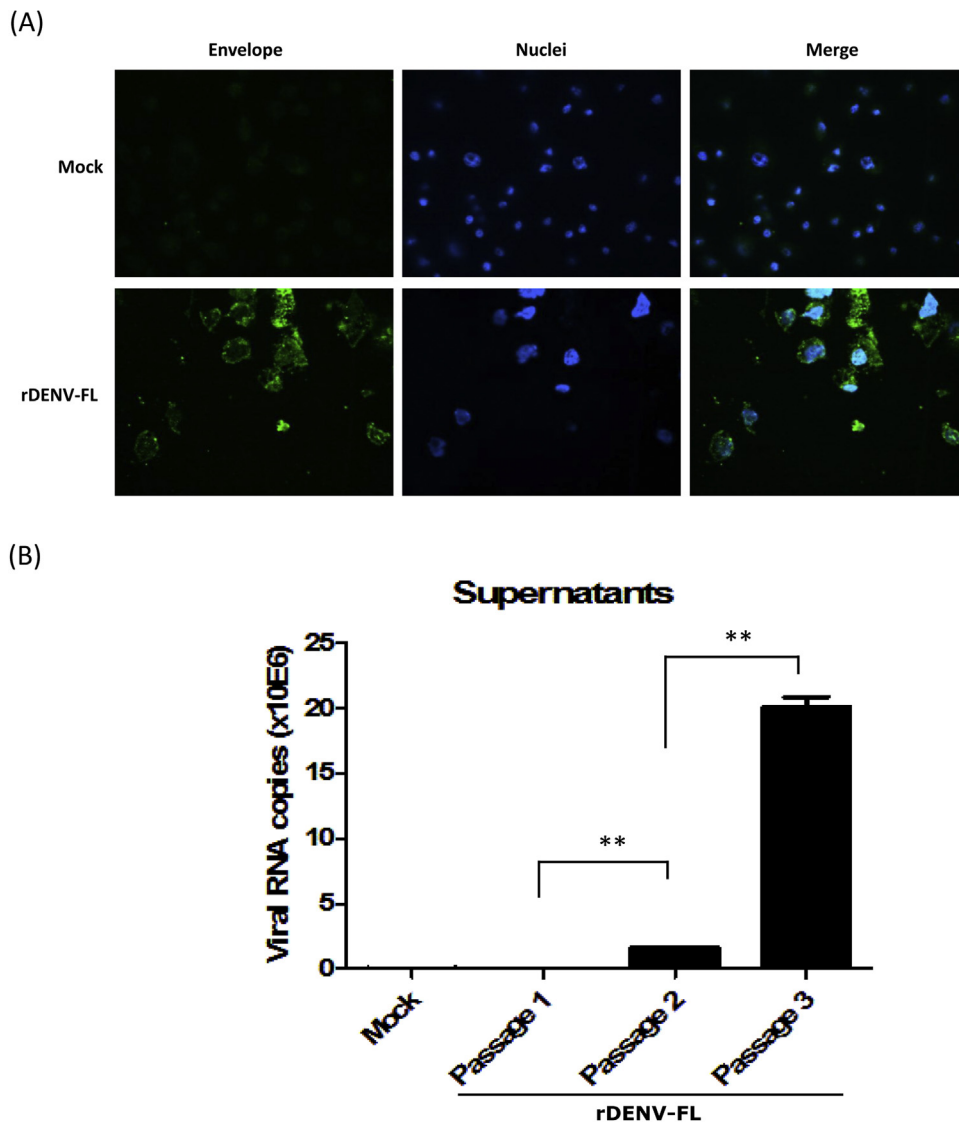 (A)
Envelope Nuclei Merge
Mock
rDENV-FL
(B)
Supernatants
Viral RNA copies (x10E6)
25
20
15
10
5
0
**
**
Mock Passage 1 Passage 2 Passage 3
rDENV-FL